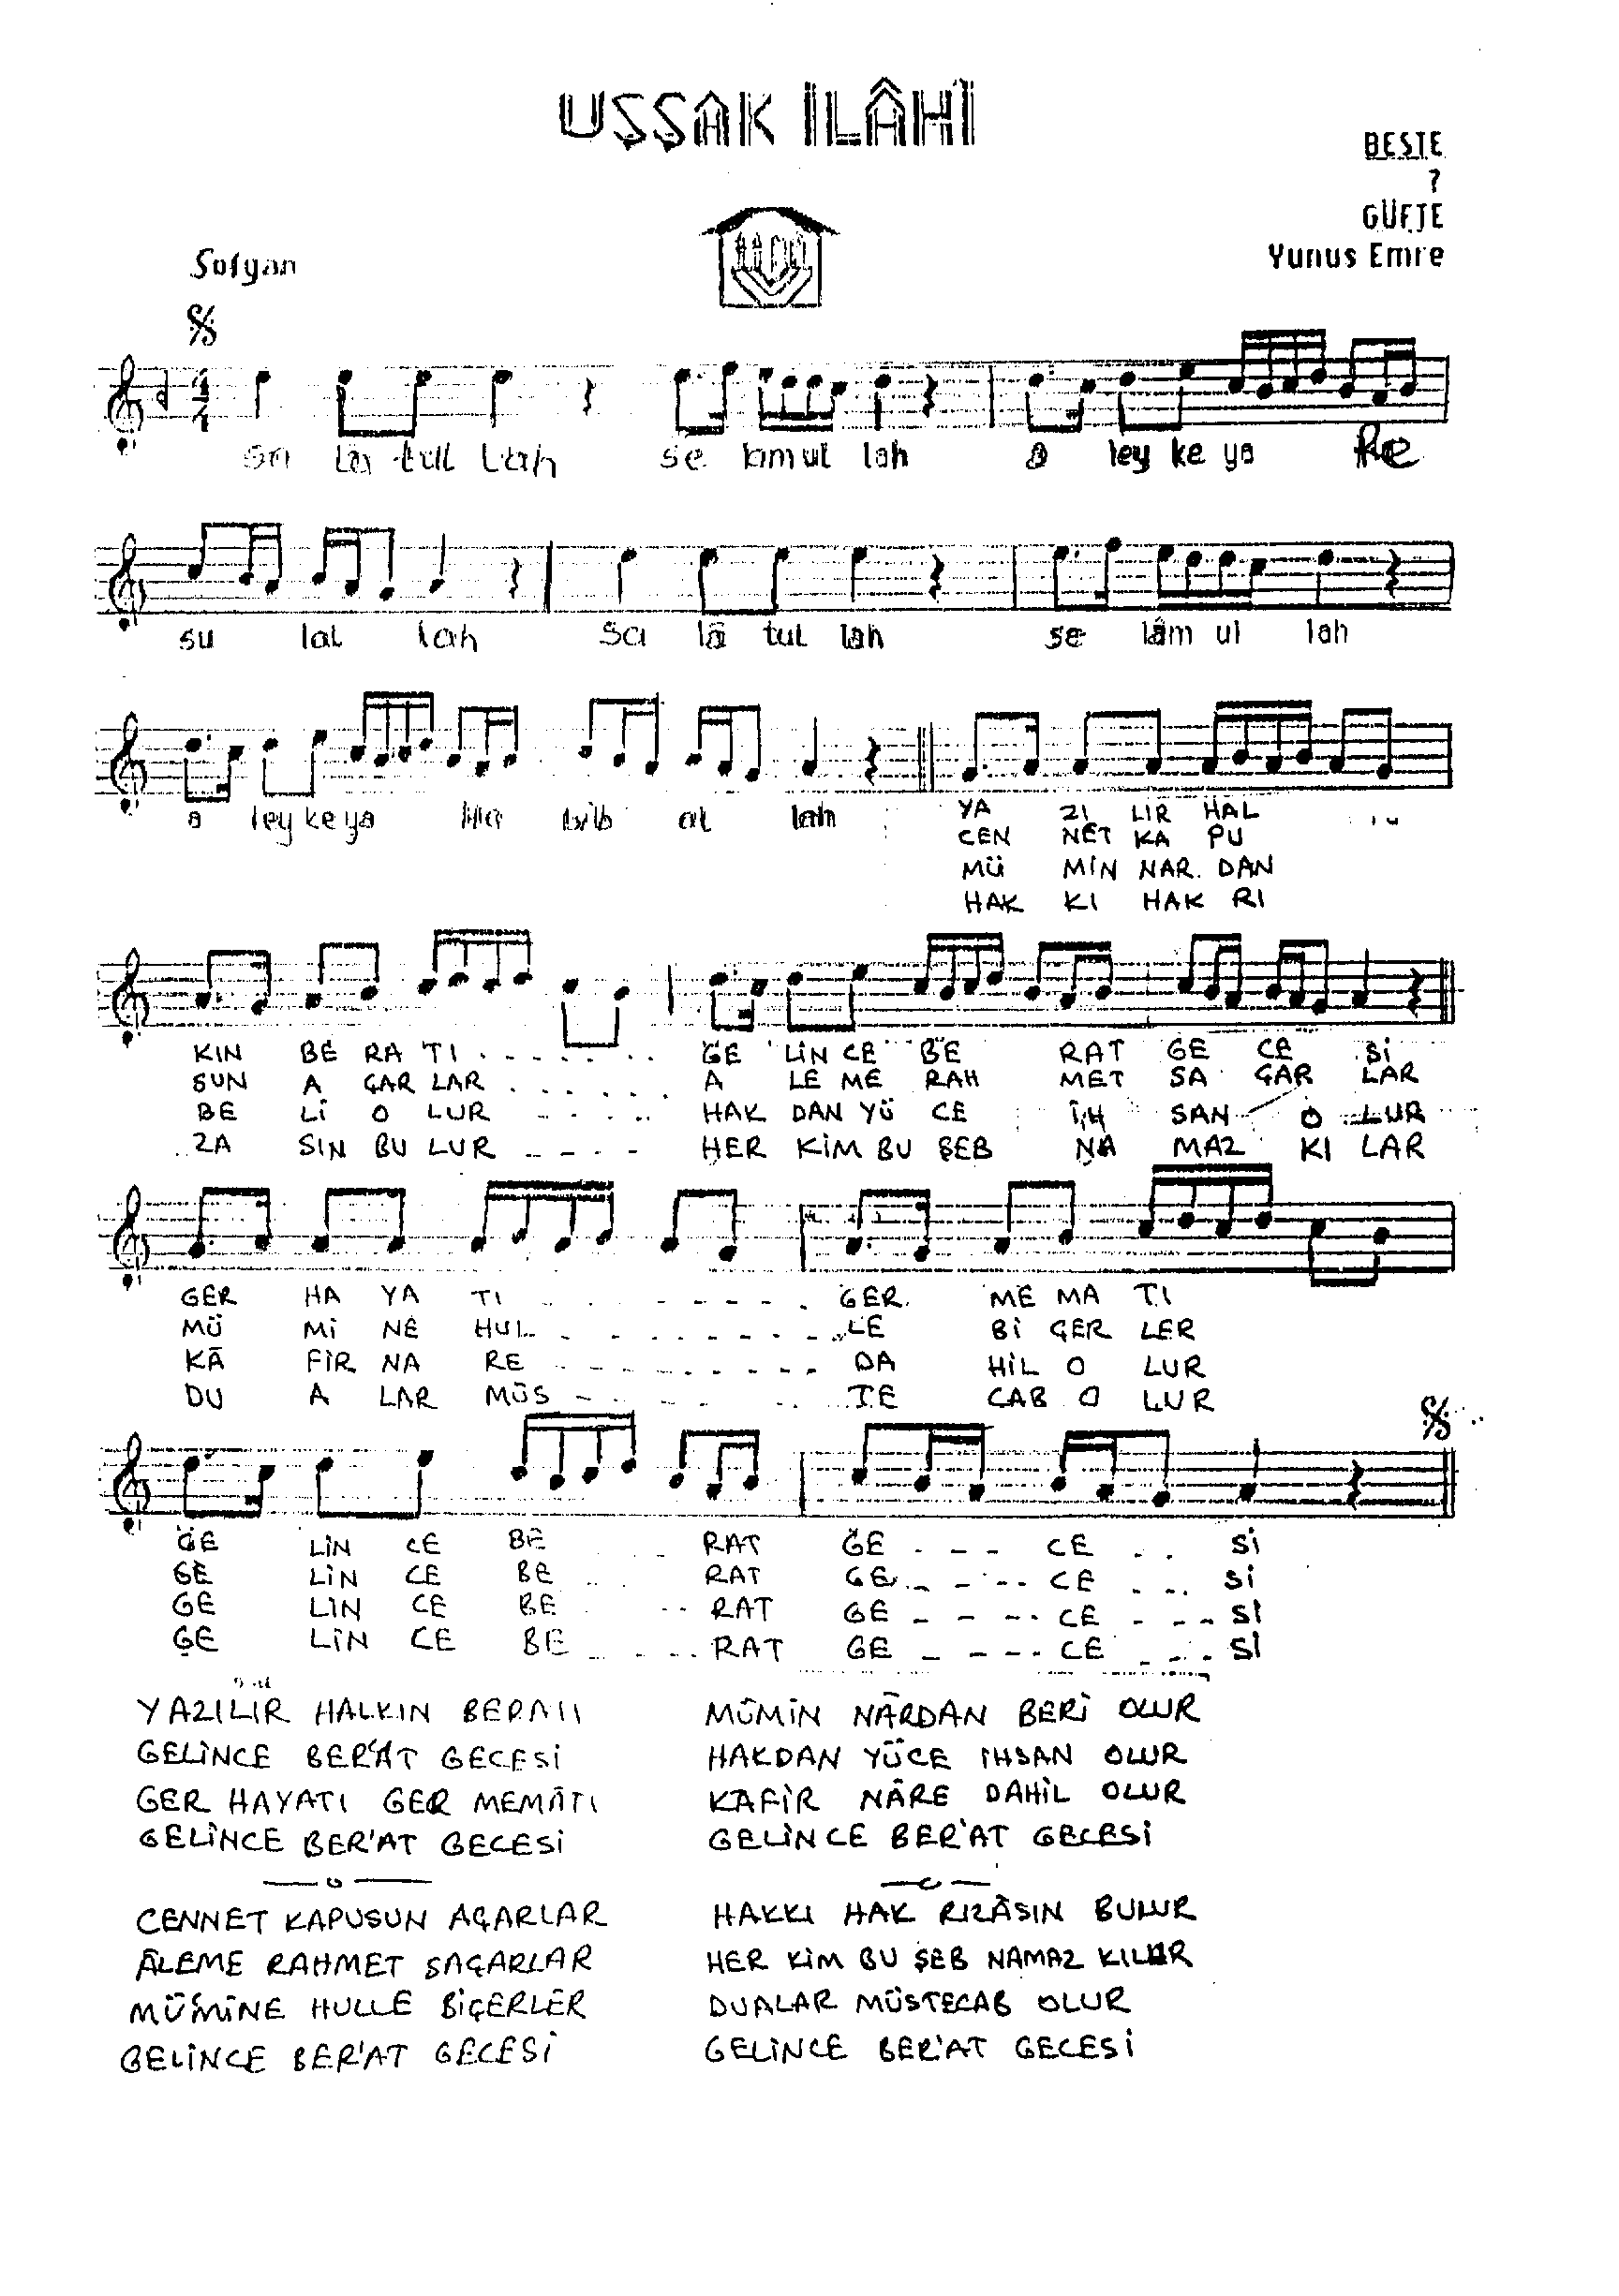 UŞŞAK İLÂHİ
BESTE
?
GÜFTE
Yunus Emre
Sofyan
4/4
sa lâ tul lah se lâm ul lah a ley ke ya Re
su lal lah Sa lâ tul lah se lâm ul lah
a ley ke ya Ha bib al lah YA ZI LIR HAL
CEN NET KA PU
MÜ MİN NAR DAN
HAK KI HAK RI
KIN BE RA TI . - - - - . . GE LİN CE BE RAT GE CE Sİ
SUN A ÇAR LAR . . . . . . A LE ME RAH MET SA ÇAR LAR
BE Lİ O LUR - - - - . . HAK DAN YÜ CE İH SAN O LUR
ZA SIN BU LUR - - - - HER KİM BU ŞEB NA MAZ KI LAR
GER HA YA TI . . - - - - - - . GER ME MA TI
MÜ Mİ NE HUL . - - - - - - - LE Bİ ÇER LER
KÂ FİR NA RE - - - - - - - - - DA HİL O LUR
DU A LAR MÜS - - . - . . . TE CAB O LUR
GE LİN CE BE . . - RAT GE - - - CE . . Sİ
GE LİN CE BE . . RAT GE . - - - - CE - - . Sİ
GE LİN CE BE - - RAT GE - - - - CE - - - Sİ
GE LİN CE BE - - - - RAT GE - - - - CE - - - Sİ
YAZILIR HALKIN BERATI
GELİNCE BER'AT GECESİ
GER HAYATI GER MEMÂTI
GELİNCE BER'AT GECESİ
CENNET KAPUSUN AÇARLAR
ÂLEME RAHMET SAÇARLAR
MÜ'MİNE HULLE BİÇERLER
GELİNCE BER'AT GECESİ
MÜMİN NÂRDAN BERİ OLUR
HAKDAN YÜCE İHSAN OLUR
KAFİR NÂRE DAHİL OLUR
GELİNCE BER'AT GECESİ
HAKKI HAK RIZÂSIN BULUR
HER KİM BU ŞEB NAMAZ KILUR
DUALAR MÜSTECAB OLUR
GELİNCE BER'AT GECESİ